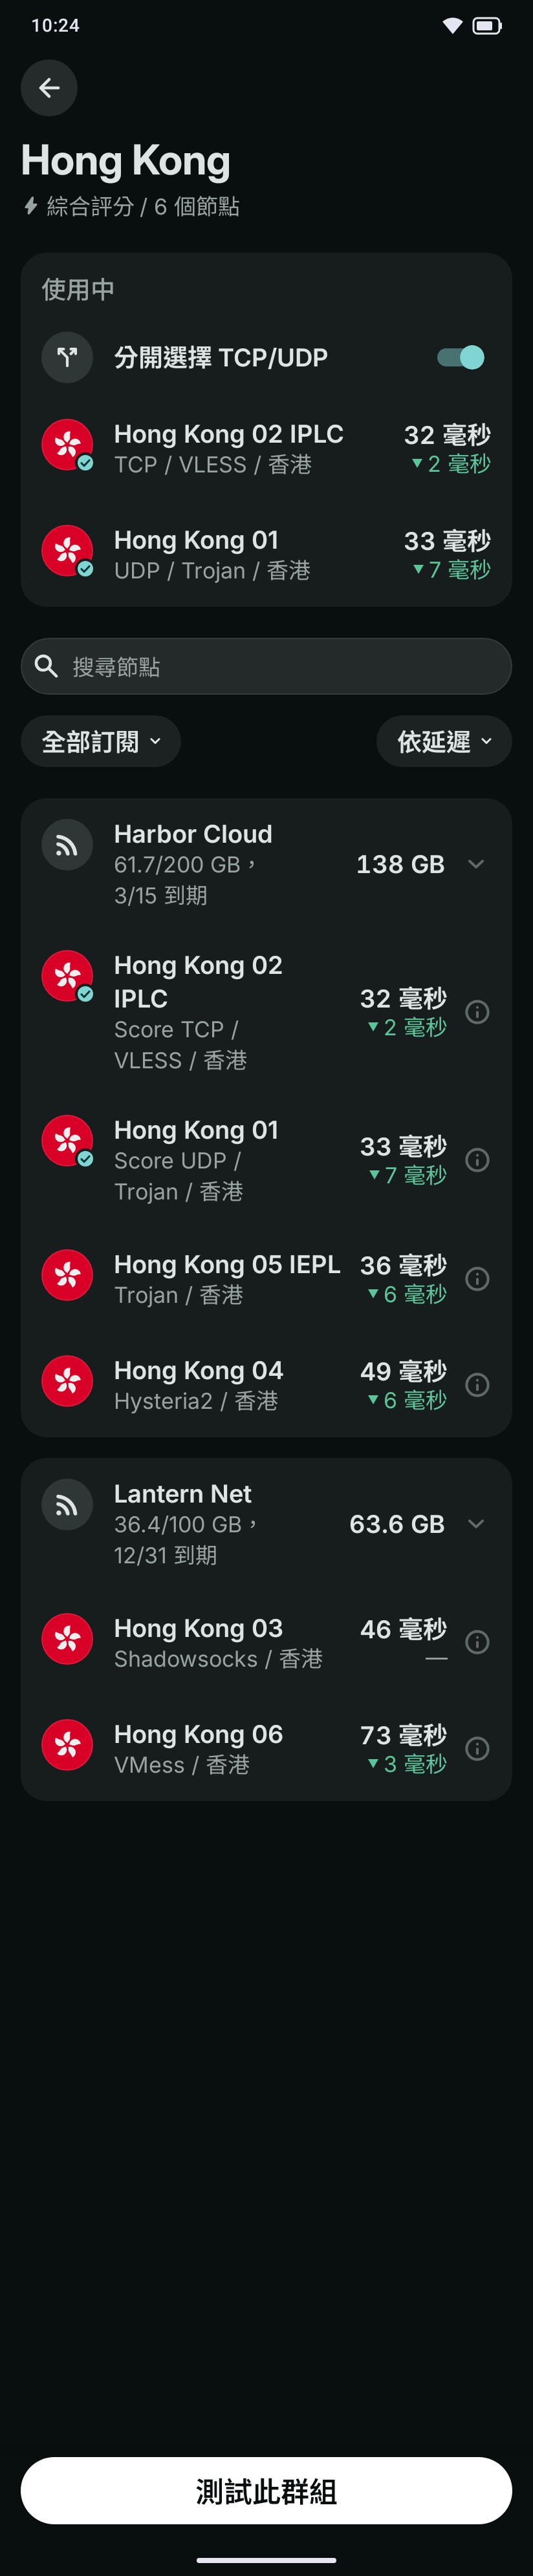 10:24
Hong Kong
綜合評分 / 6 個節點
使用中
分開選擇 TCP/UDP
Hong Kong 02 IPLC
32 毫秒
TCP / VLESS / 香港
▼2 毫秒
Hong Kong 01
33 毫秒
UDP / Trojan / 香港
▼7 毫秒
搜尋節點
全部訂閱
依延遲
Harbor Cloud
61.7/200 GB，
3/15 到期
138 GB
Hong Kong 02
IPLC
Score TCP /
VLESS / 香港
32 毫秒
▼2 毫秒
Hong Kong 01
Score UDP /
Trojan / 香港
33 毫秒
▼7 毫秒
Hong Kong 05 IEPL
36 毫秒
Trojan / 香港
▼6 毫秒
Hong Kong 04
49 毫秒
Hysteria2 / 香港
▼6 毫秒
Lantern Net
36.4/100 GB，
12/31 到期
63.6 GB
Hong Kong 03
46 毫秒
Shadowsocks / 香港
—
Hong Kong 06
73 毫秒
VMess / 香港
▼3 毫秒
測試此群組